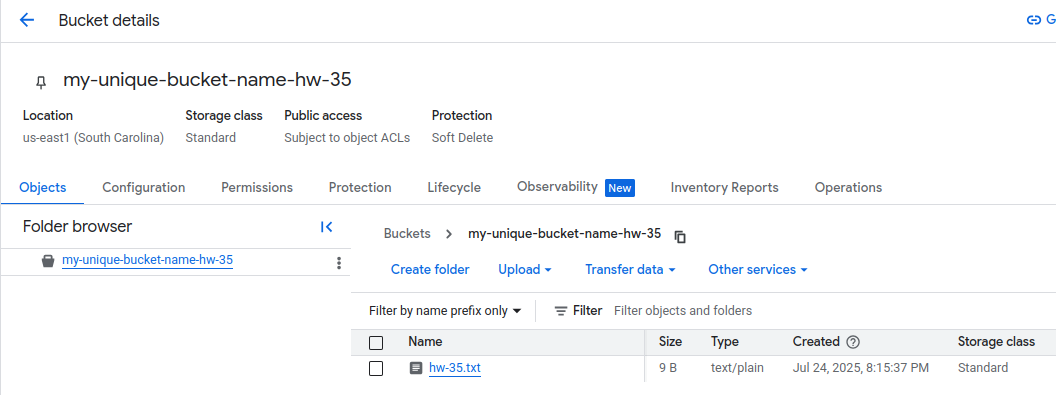 Bucket details
G
my-unique-bucket-name-hw-35
Location Storage class Public access Protection
us-east1 (South Carolina) Standard Subject to object ACLs Soft Delete
Objects Configuration Permissions Protection Lifecycle Observability New Inventory Reports Operations
Folder browser
my-unique-bucket-name-hw-35
Buckets my-unique-bucket-name-hw-35
Create folder Upload Transfer data Other services
Filter by name prefix only Filter Filter objects and folders
Name Size Type Created Storage class
hw-35.txt 9 B text/plain Jul 24, 2025, 8:15:37 PM Standard